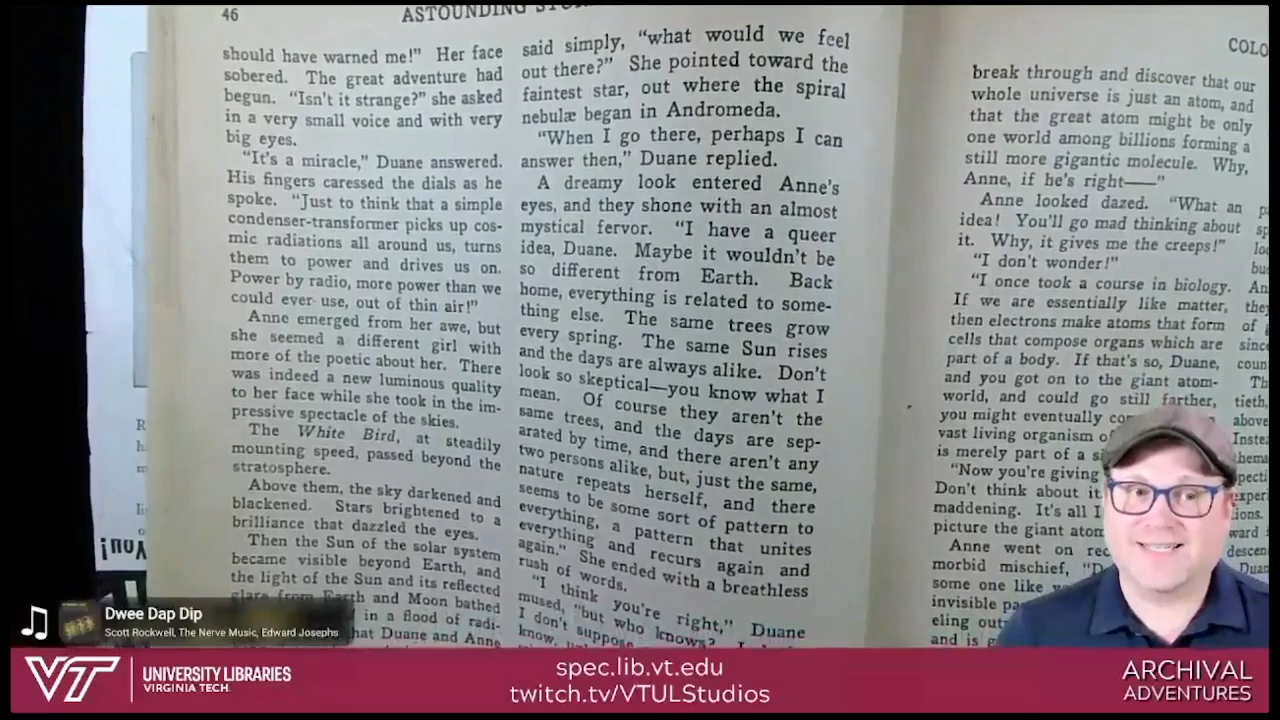 46
ASTOUNDING
should have warned me!" Her face
sobered. The great adventure had
begun. "Isn't it strange?" she asked
in a very small voice and with very
big eyes.
"It's a miracle," Duane answered.
His fingers caressed the dials as he
spoke. "Just to think that a simple
condenser-transformer picks up cos-
mic radiations all around us, turns
them to power and drives us on.
Power by radio, more power than we
could ever use, out of thin air!"
Anne emerged from her awe, but
she seemed a different girl with
more of the poetic about her. There
was indeed a new luminous quality
to her face while she took in the im-
pressive spectacle of the skies.
The White Bird, at steadily
mounting speed, passed beyond the
stratosphere.
Above them, the sky darkened and
blackened. Stars brightened to a
brilliance that dazzled the eyes.
Then the Sun of the solar system
became visible beyond Earth, and
the light of the Sun and its reflected
glare from Earth and Moon bathed
in a flood of radi-
that Duane and Anne
said simply, "what would we feel
out there?" She pointed toward the
faintest star, out where the spiral
nebulæ began in Andromeda.
"When I go there, perhaps I can
answer then," Duane replied.
A dreamy look entered Anne's
eyes, and they shone with an almost
mystical fervor. "I have a queer
idea, Duane. Maybe it wouldn't be
so different from Earth. Back
home, everything is related to some-
thing else. The same trees grow
every spring. The same Sun rises
and the days are always alike. Don't
look so skeptical—you know what I
mean. Of course they aren't the
same trees, and the days are sep-
arated by time, and there aren't any
two persons alike, but, just the same,
nature repeats herself, and there
seems to be some sort of pattern to
everything, a pattern that unites
everything and recurs again and
again." She ended with a breathless
rush of words.
"I think you're right," Duane
mused, "but who knows?
I don't suppose
know,
COLO
break through and discover that our
whole universe is just an atom, and
that the great atom might be only
one world among billions forming a
still more gigantic molecule. Why,
Anne, if he's right——"
Anne looked dazed. "What an
idea! You'll go mad thinking about
it. Why, it gives me the creeps!"
"I don't wonder!"
"I once took a course in biology.
If we are essentially like matter,
then electrons make atoms that form
cells that compose organs which are
part of a body. If that's so, Duane,
and you got on to the giant atom-
world, and could go still farther,
you might eventually
vast living organism
is merely part of a
"Now you're giving
Don't think about it
maddening. It's all
picture the giant
Anne went on
morbid mischief,
some one like
invisible
eling
and is
Dwee Dap Dip
Scott Rockwell, The Nerve Music, Edward Josephs
VT
UNIVERSITY LIBRARIES
VIRGINIA TECH.
spec.lib.vt.edu
twitch.tv/VTULStudios
ARCHIVAL
ADVENTURES